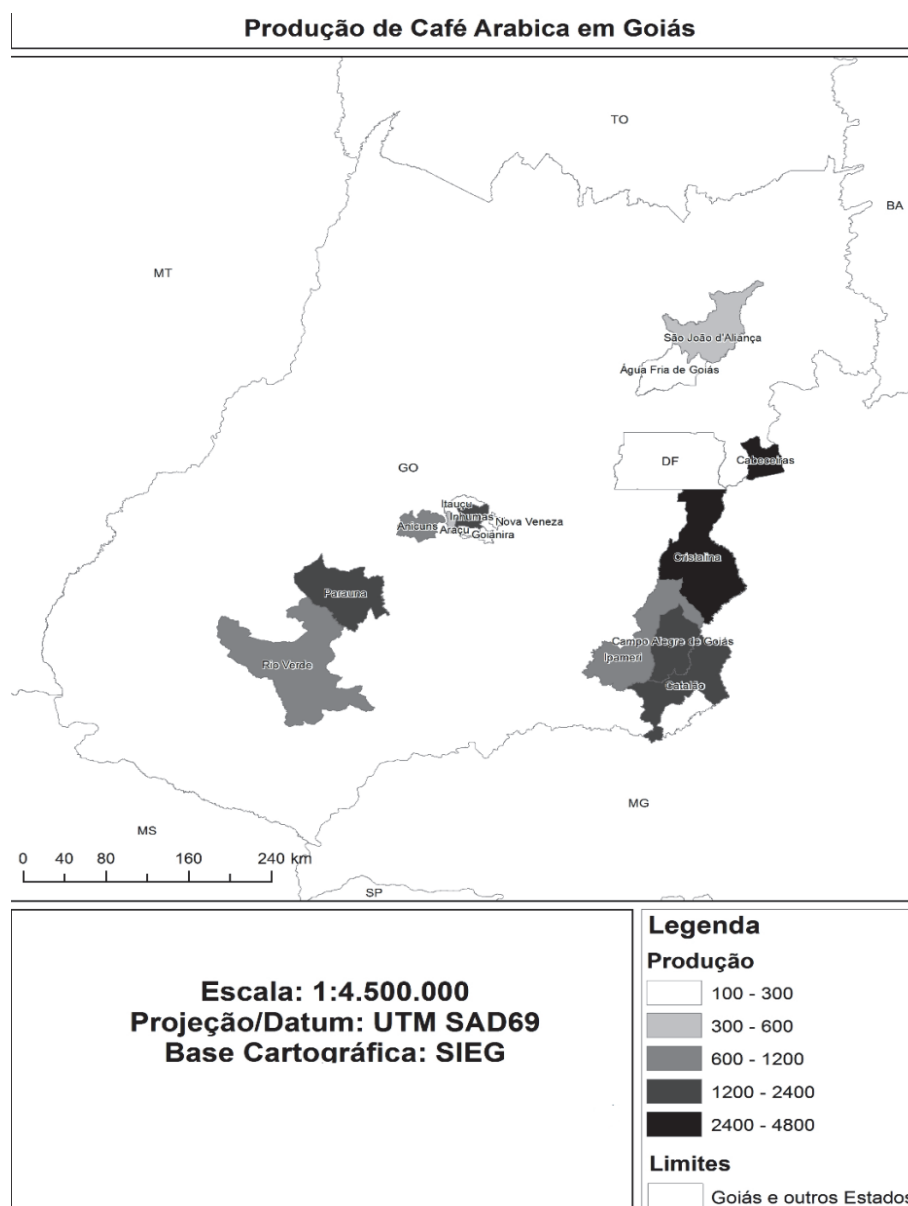 Produção de Café Arabica em Goiás
TO
BA
MT
São João d'Aliança
Água Fria de Goiás
DF
Cabeceiras
GO
Itauçu
Inhumas
Nova Veneza
Anicuns
Araçu
Goianira
Cristalina
Parauna
Campo Alegre de Goiás
Ipameri
Rio Verde
Catalão
MG
MS
0 40 80 160 240 km
SP
Escala: 1:4.500.000
Projeção/Datum: UTM SAD69
Base Cartográfica: SIEG
Legenda
Produção
100 - 300
300 - 600
600 - 1200
1200 - 2400
2400 - 4800
Limites
Goiás e outros Estados